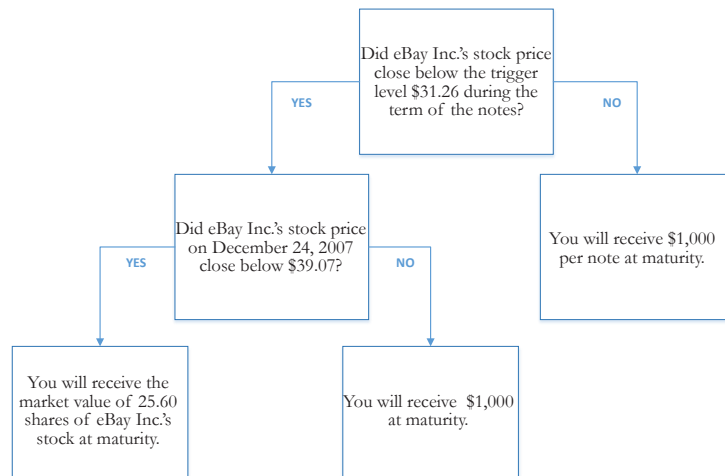 Did eBay Inc.'s stock price
close below the trigger
level $31.26 during the
term of the notes?
YES
NO
Did eBay Inc.'s stock price
on December 24, 2007
close below $39.07?
You will receive $1,000
per note at maturity.
YES
NO
You will receive the
market value of 25.60
shares of eBay Inc.'s
stock at maturity.
You will receive $1,000
at maturity.